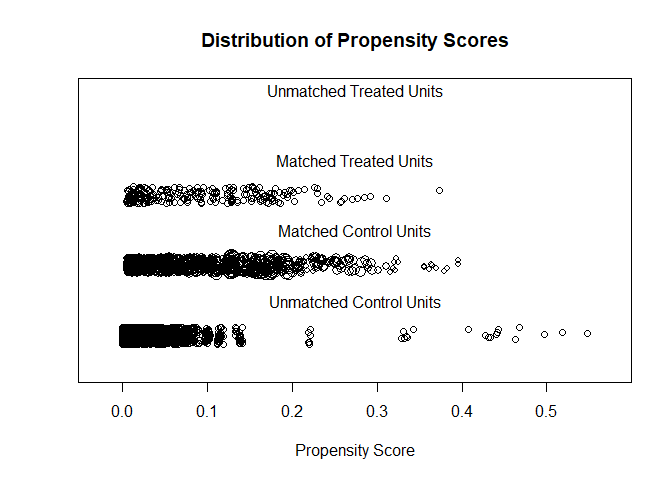 Distribution of Propensity Scores
Unmatched Treated Units
Matched Treated Units
Matched Control Units
Unmatched Control Units
0.0 0.1 0.2 0.3 0.4 0.5
Propensity Score